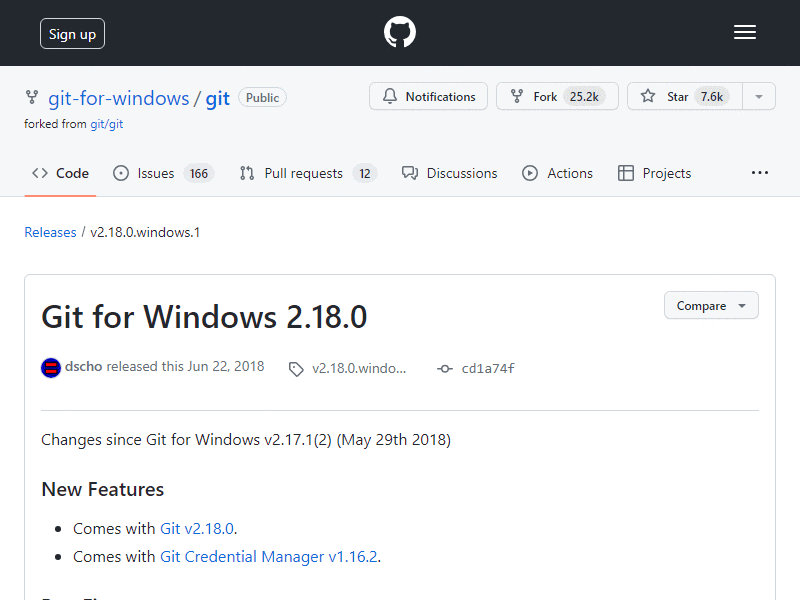 Sign up
git-for-windows / git Public
Notifications Fork 25.2k Star 7.6k
forked from git/git
Code Issues 166 Pull requests 12 Discussions Actions Projects
Releases / v2.18.0.windows.1
Git for Windows 2.18.0
Compare
dscho released this Jun 22, 2018 v2.18.0.windo... cd1a74f
Changes since Git for Windows v2.17.1(2) (May 29th 2018)
New Features
Comes with Git v2.18.0.
Comes with Git Credential Manager v1.16.2.